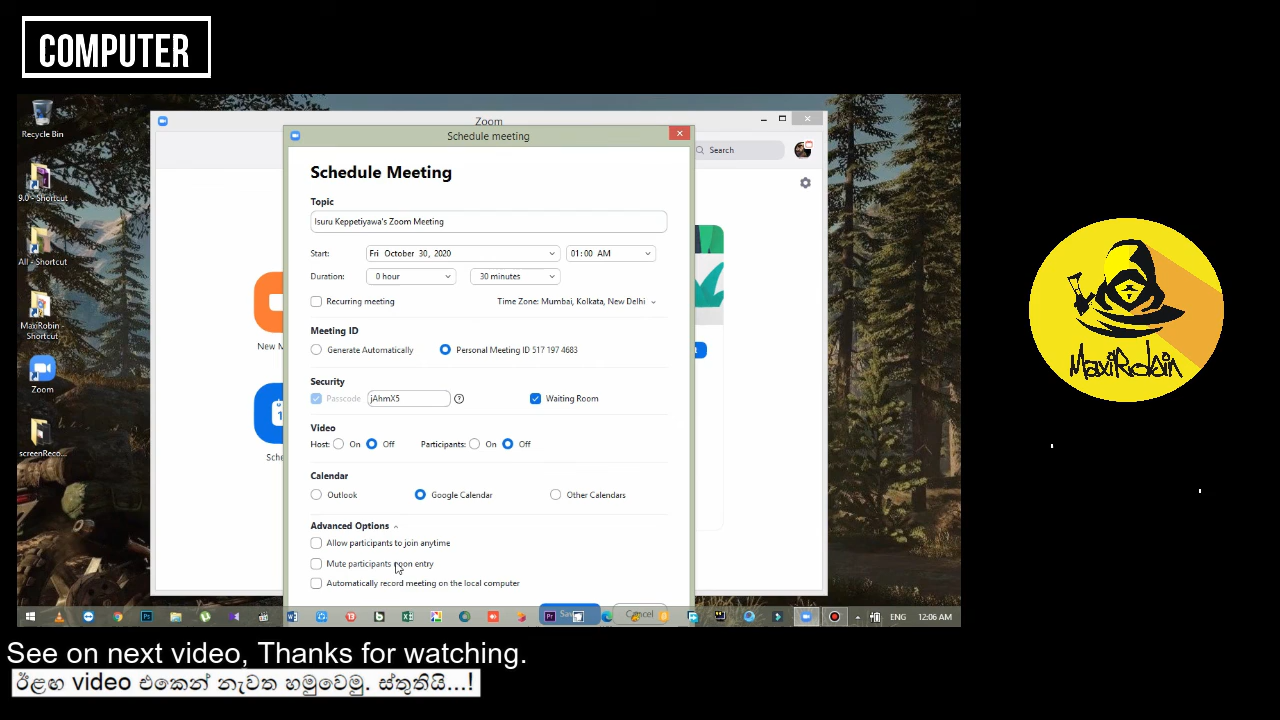 COMPUTER
Zoom
Schedule meeting
Recycle Bin
Search
Schedule Meeting
9.0 - Shortcut
Topic
Isuru Keppetiyawa's Zoom Meeting
Start: Fri October 30, 2020 01:00 AM
All - Shortcut
Duration: 0 hour 30 minutes
Recurring meeting Time Zone: Mumbai, Kolkata, New Delhi
MaxiRobin - Shortcut
Meeting ID
New M
Generate Automatically Personal Meeting ID 517 197 4683
MaxiRobin
Security
Zoom
Passcode jAhmX5 Waiting Room
Video
Host: On Off Participants: On Off
screenReco...
Sche
Calendar
Outlook Google Calendar Other Calendars
Advanced Options
Allow participants to join anytime
Mute participants upon entry
Automatically record meeting on the local computer
Save Cancel
ENG 12:06 AM
See on next video, Thanks for watching.
ඊළඟ video එකෙන් නැවත හමුවෙමු. ස්තුතියි...!